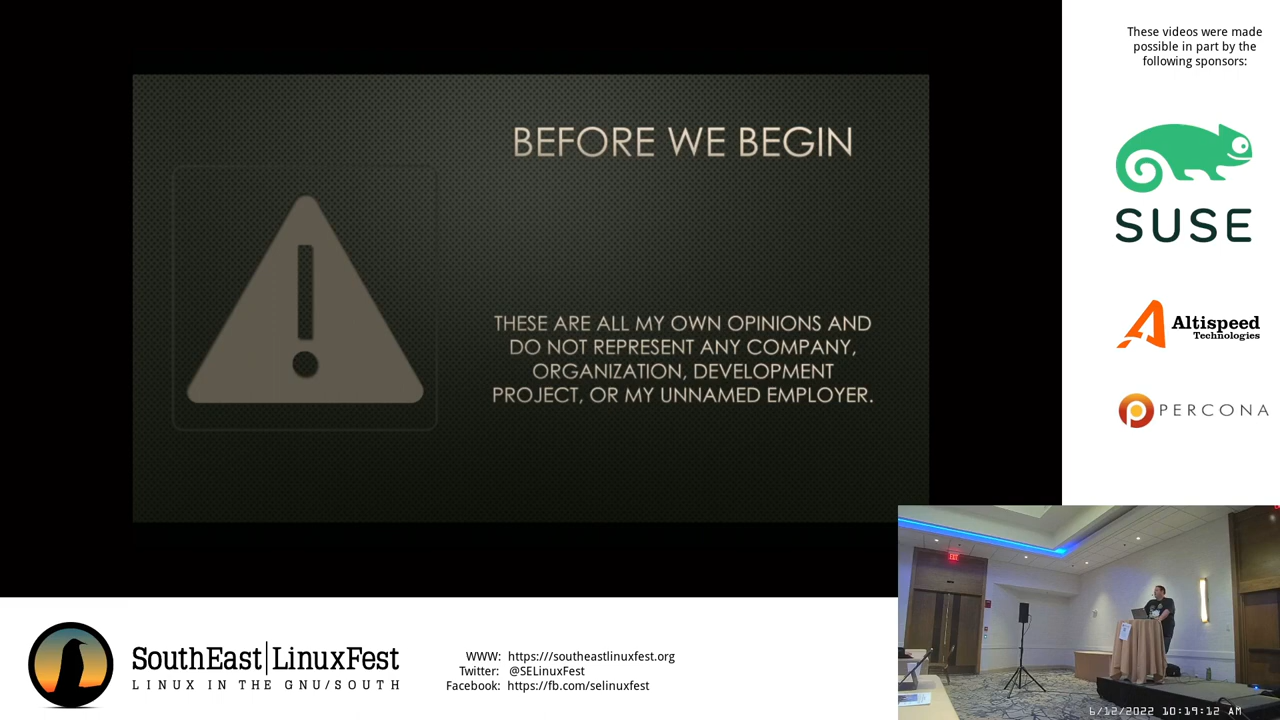 These videos were made
possible in part by the
following sponsors:
BEFORE WE BEGIN
THESE ARE ALL MY OWN OPINIONS AND
DO NOT REPRESENT ANY COMPANY,
ORGANIZATION, DEVELOPMENT
PROJECT, OR MY UNNAMED EMPLOYER.
SUSE
Altispeed
Technologies
PERCONA
SouthEast|LinuxFest
LINUX IN THE GNU/SOUTH
WWW: https:///southeastlinuxfest.org
Twitter: @SELinuxFest
Facebook: https://fb.com/selinuxfest
6/12/2022 10:19:12 AM